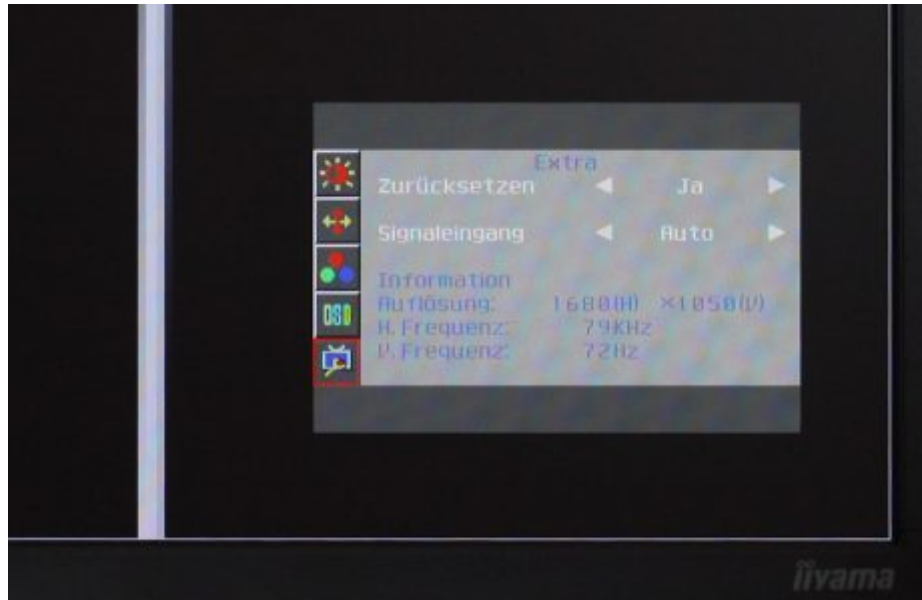 Extra
Zurücksetzen ◀ Ja ▶
Signaleingang ◀ Auto ▶
Information
Auflösung: 1680(H) ×1050(V)
H. Frequenz: 79KHz
V. Frequenz: 72Hz
OSD
iiyama